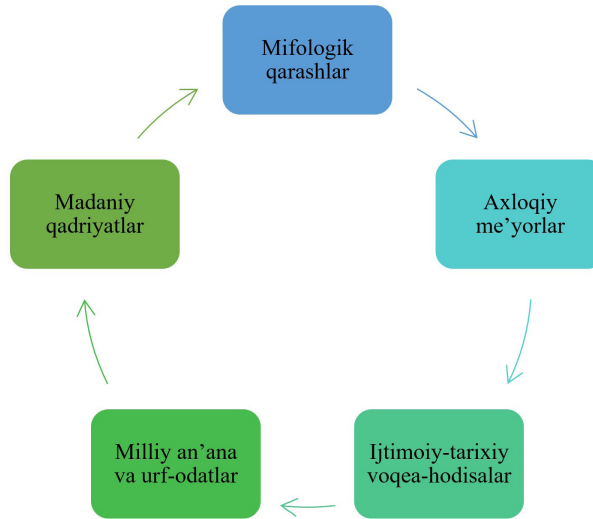 Mifologik
qarashlar
Axloqiy
me’yorlar
Ijtimoiy-tarixiy
voqea-hodisalar
Milliy an’ana
va urf-odatlar
Madaniy
qadriyatlar